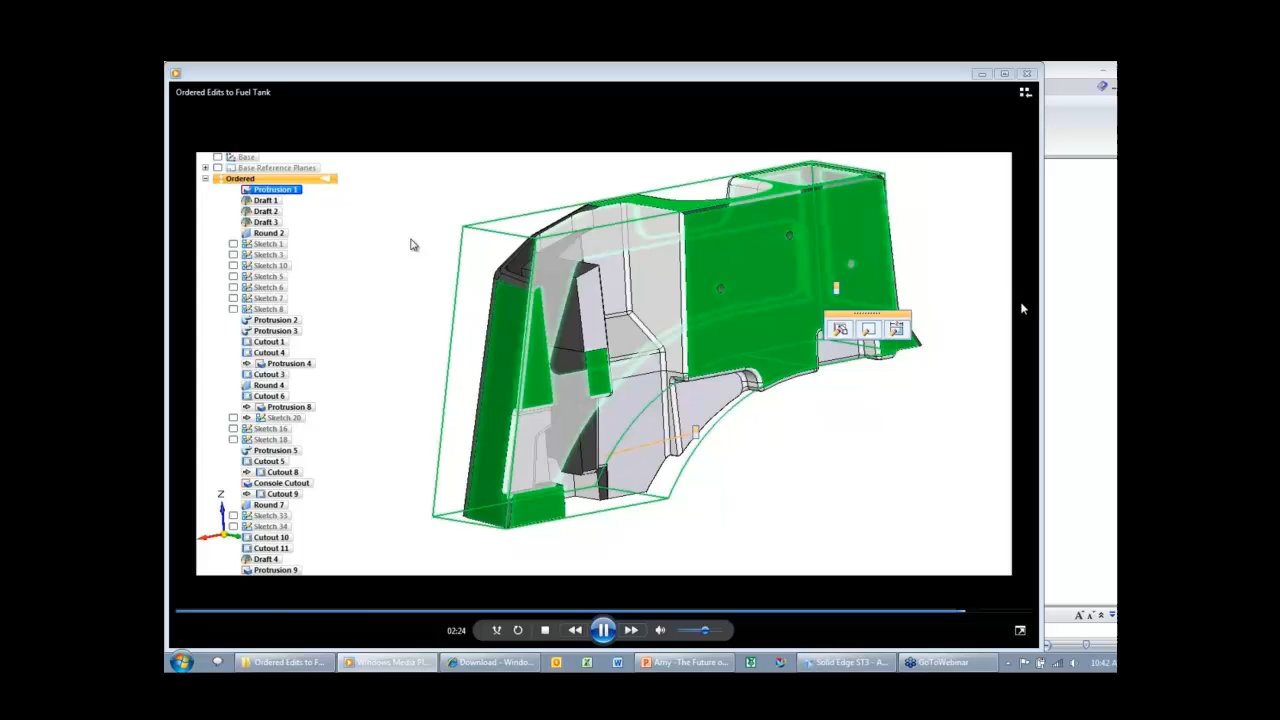 Ordered Edits to Fuel Tank
Base
Base Reference Planes
Ordered
Protrusion 1
Draft 1
Draft 2
Draft 3
Round 2
Sketch 1
Sketch 3
Sketch 10
Sketch 5
Sketch 6
Sketch 7
Sketch 8
Protrusion 2
Protrusion 3
Cutout 1
Cutout 4
Protrusion 4
Cutout 3
Round 4
Cutout 6
Protrusion 8
Sketch 20
Sketch 16
Sketch 18
Protrusion 5
Cutout 5
Cutout 8
Console Cutout
Cutout 9
Round 7
Sketch 33
Sketch 34
Cutout 10
Cutout 11
Draft 4
Protrusion 9
Z
02:24
Ordered Edits to F... Windows Media Pl... Download - Windo... Amy -The Future o... Solid Edge ST3 - A... GoToWebinar 10:42 A